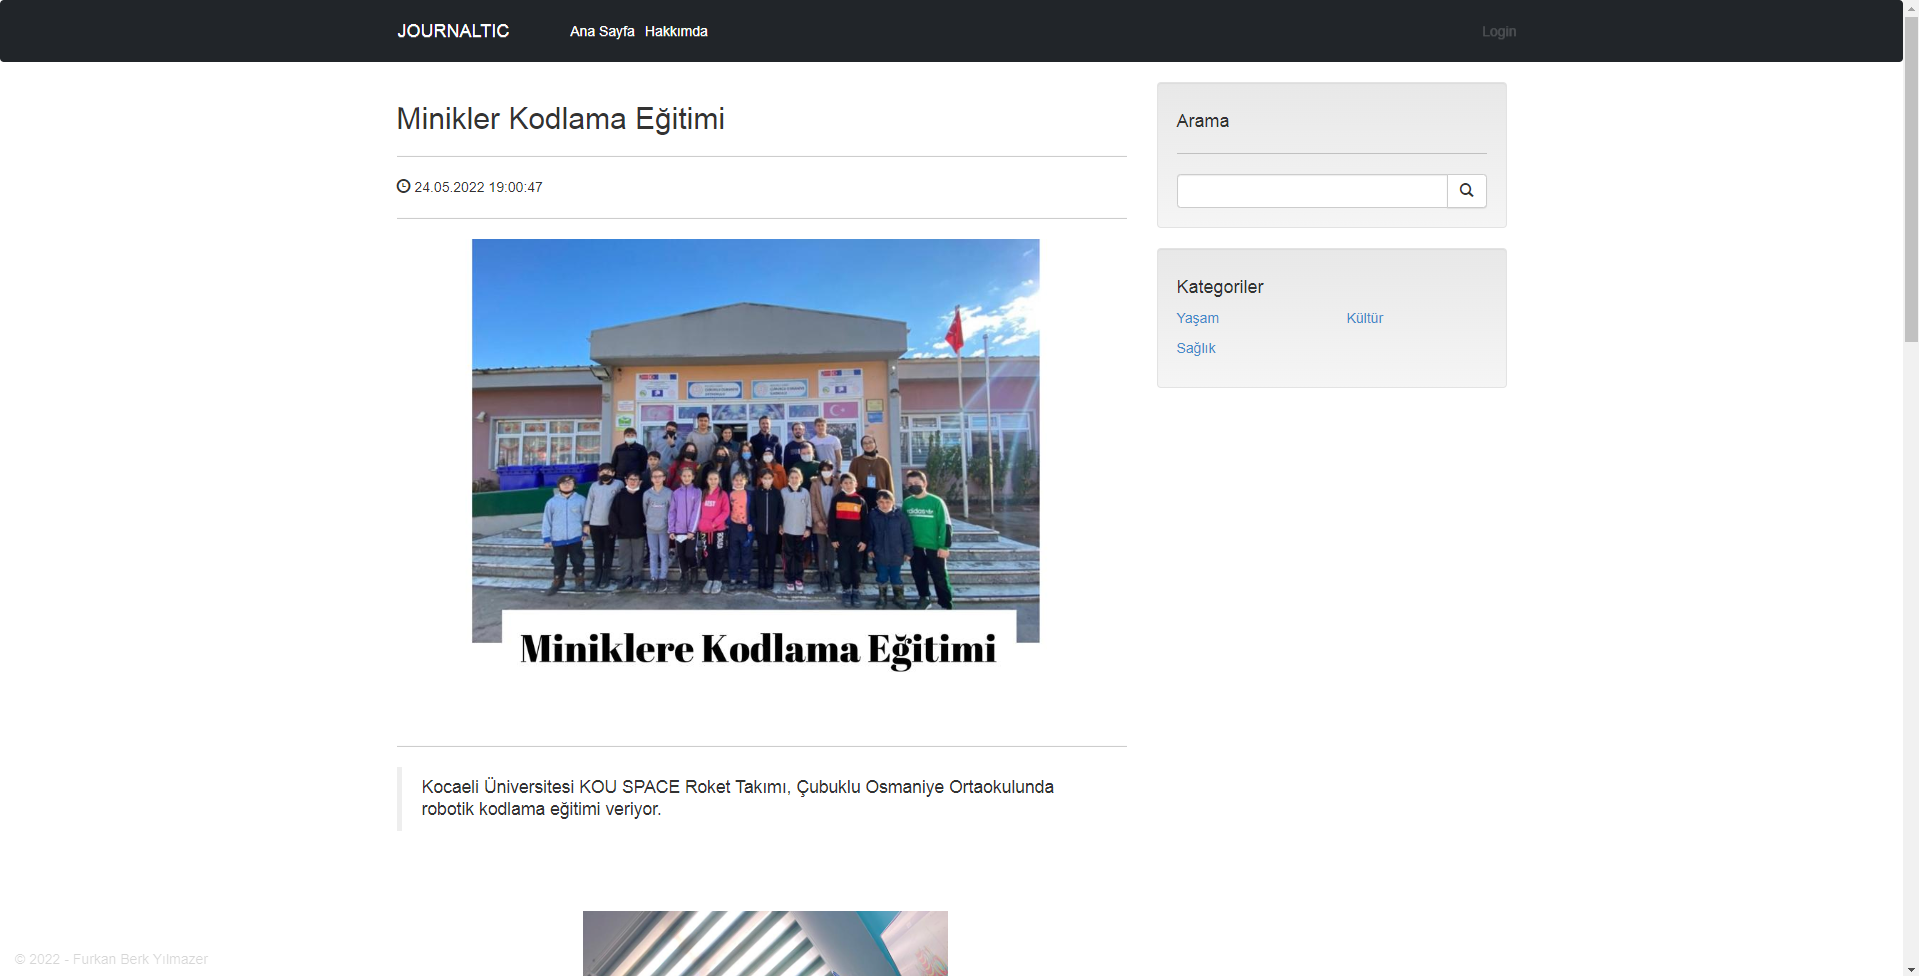 JOURNALTIC
Ana Sayfa Hakkımda
Login
Minikler Kodlama Eğitimi
24.05.2022 19:00:47
adidas
Miniklere Kodlama Eğitimi
Kocaeli Üniversitesi KOU SPACE Roket Takımı, Çubuklu Osmaniye Ortaokulunda
robotik kodlama eğitimi veriyor.
Arama
Kategoriler
Yaşam Kültür
Sağlık
© 2022 - Furkan Berk Yılmazer